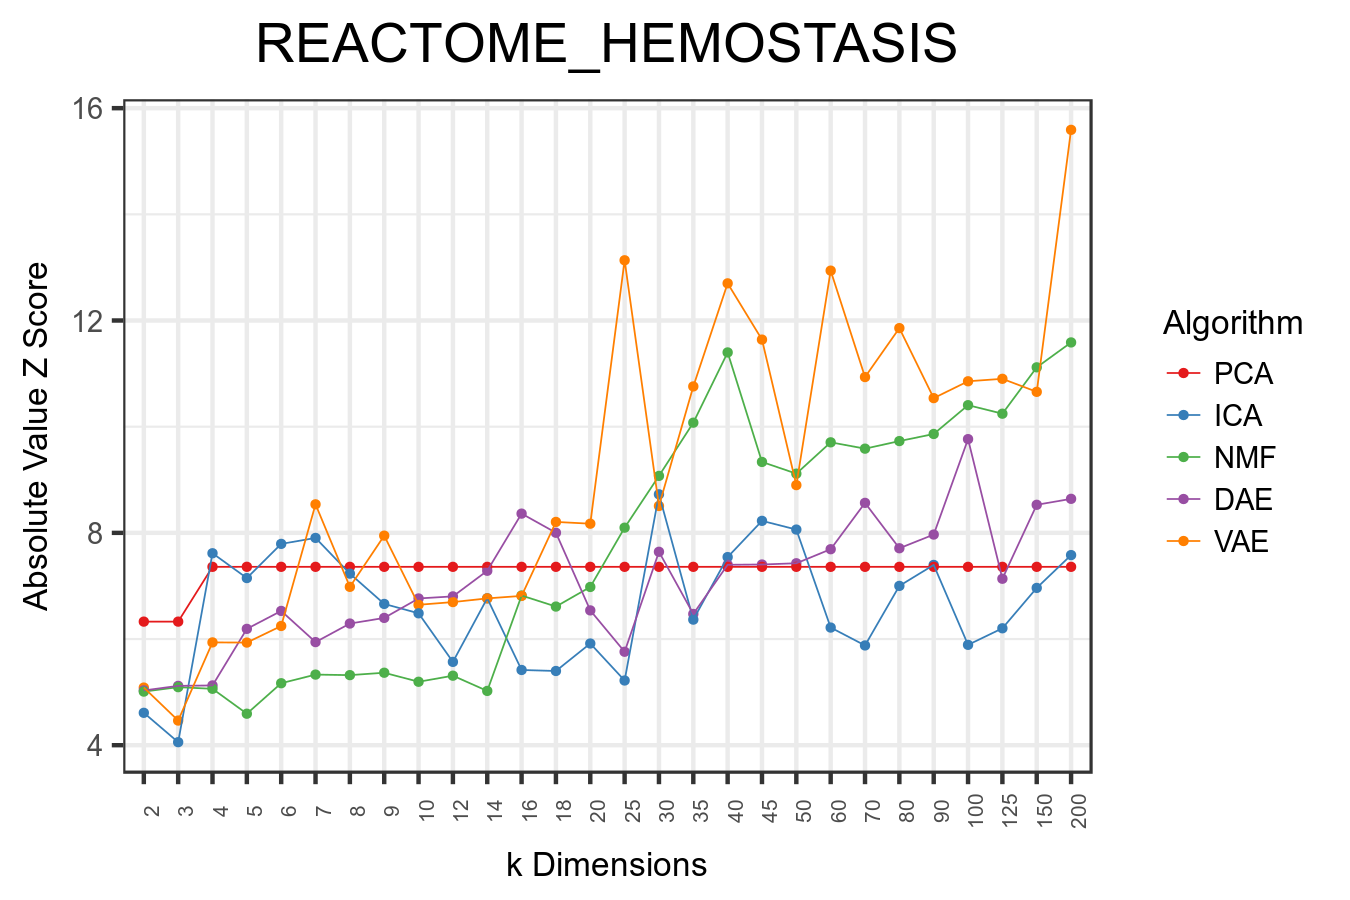 REACTOME_HEMOSTASIS
Absolute Value Z Score
16
12
8
4
2 3 4 5 6 7 8 9 10 12 14 16 18 20 25 30 35 40 45 50 60 70 80 90 100 125 150 200
k Dimensions
Algorithm
PCA
ICA
NMF
DAE
VAE